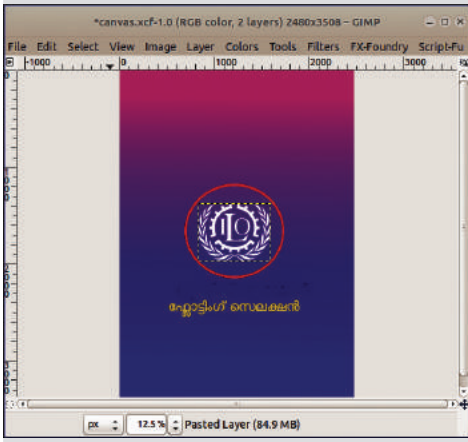 *canvas.xcf-1.0 (RGB color, 2 layers) 2480x3508 – GIMP
File Edit Select View Image Layer Colors Tools Filters FX-Foundry Script-Fu
-1000 0 1000 2000 3000
ILO
ഫ്ലോട്ടിംഗ് സെലക്ഷൻ
px 12.5 % Pasted Layer (84.9 MB)